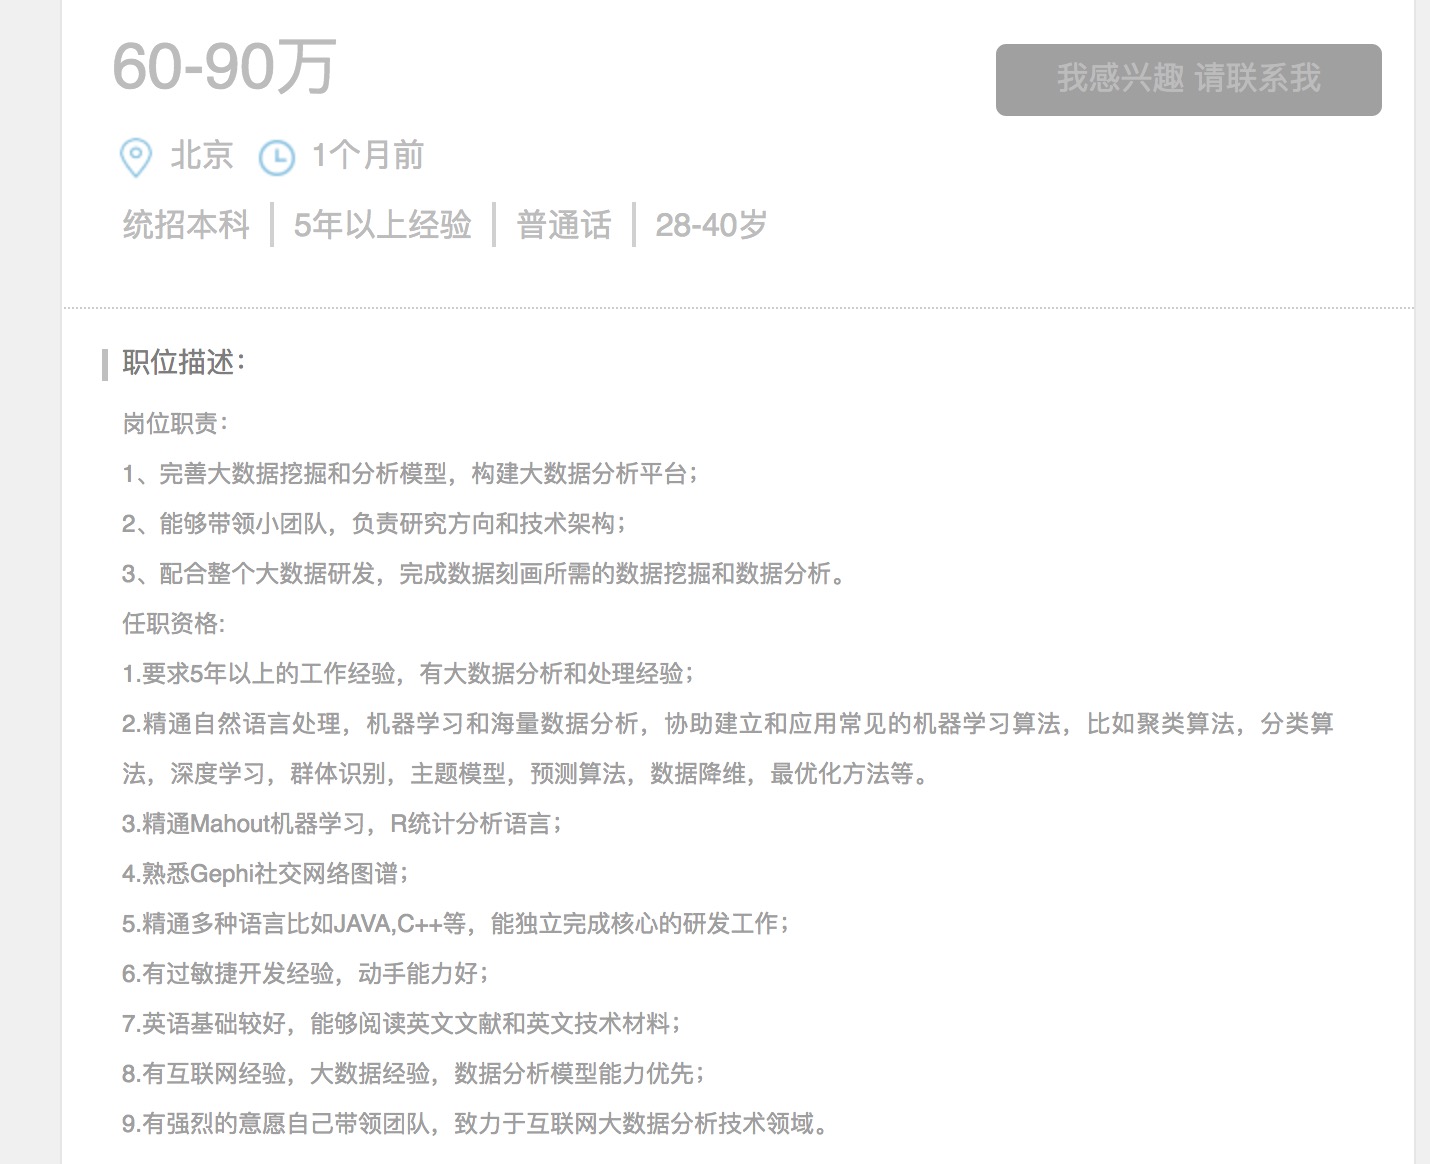 60-90万
我感兴趣 请联系我
北京 1个月前
统招本科 5年以上经验 普通话 28-40岁
职位描述：
岗位职责：
1、完善大数据挖掘和分析模型，构建大数据分析平台；
2、能够带领小团队，负责研究方向和技术架构；
3、配合整个大数据研发，完成数据刻画所需的数据挖掘和数据分析。
任职资格:
1.要求5年以上的工作经验，有大数据分析和处理经验；
2.精通自然语言处理，机器学习和海量数据分析，协助建立和应用常见的机器学习算法，比如聚类算法，分类算
法，深度学习，群体识别，主题模型，预测算法，数据降维，最优化方法等。
3.精通Mahout机器学习，R统计分析语言；
4.熟悉Gephi社交网络图谱；
5.精通多种语言比如JAVA,C++等，能独立完成核心的研发工作；
6.有过敏捷开发经验，动手能力好；
7.英语基础较好，能够阅读英文文献和英文技术材料；
8.有互联网经验，大数据经验，数据分析模型能力优先；
9.有强烈的意愿自己带领团队，致力于互联网大数据分析技术领域。